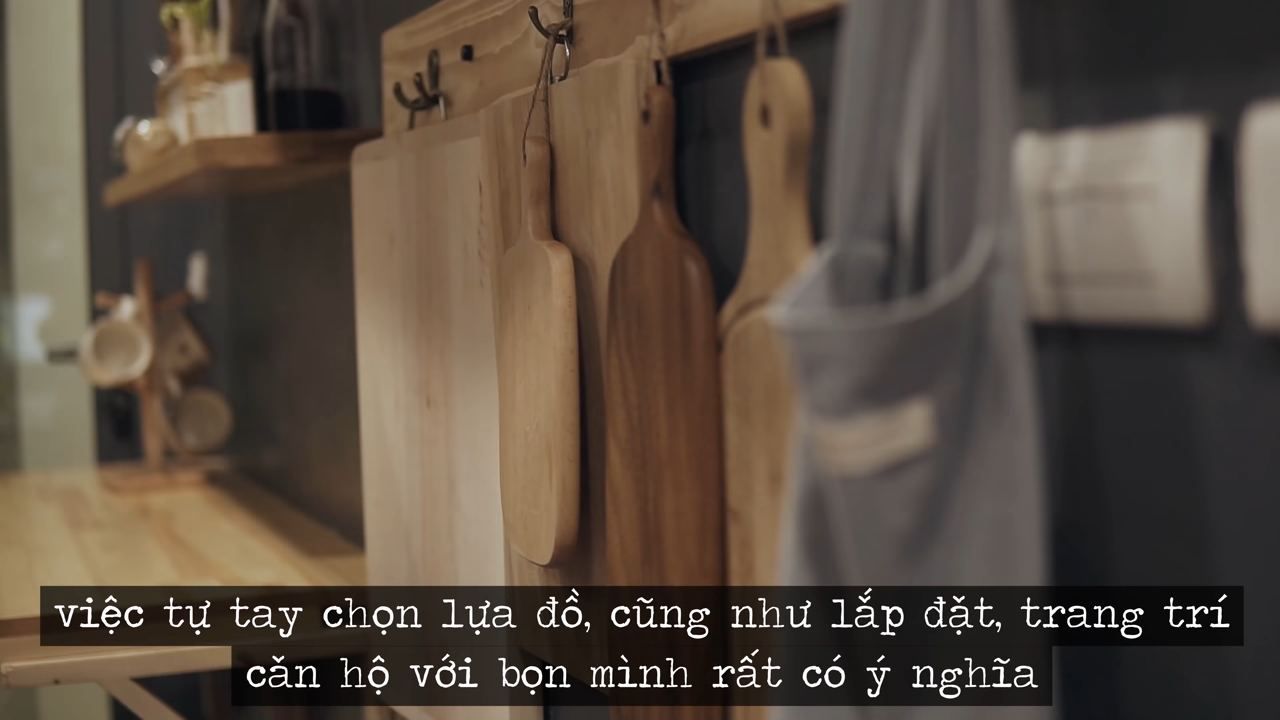 việc tự tay chọn lựa đồ, cũng như lắp đặt, trang trí
căn hộ với bọn mình rất có ý nghĩa